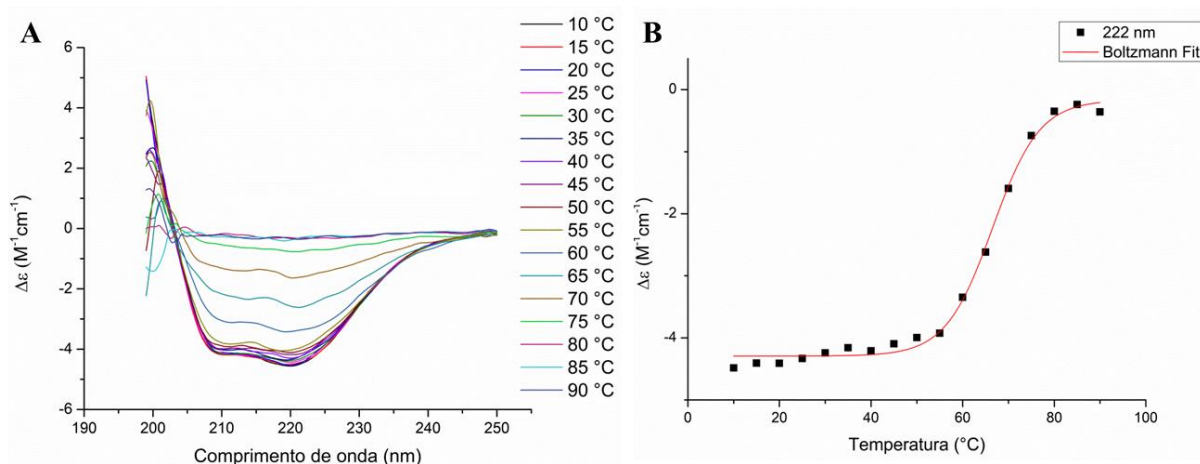 A
6
4
2
0
-2
-4
-6
190 200 210 220 230 240 250
Δε (M⁻¹cm⁻¹)
Comprimento de onda (nm)
10 °C
15 °C
20 °C
25 °C
30 °C
35 °C
40 °C
45 °C
50 °C
55 °C
60 °C
65 °C
70 °C
75 °C
80 °C
85 °C
90 °C
B
222 nm
Boltzmann Fit
0
-2
-4
0 20 40 60 80 100
Δε (M⁻¹cm⁻¹)
Temperatura (°C)